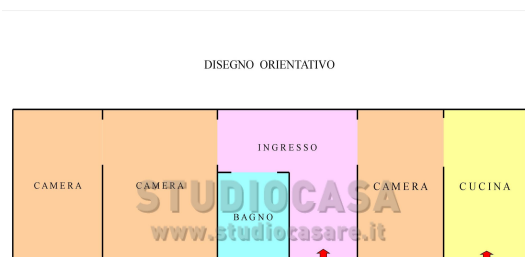 DISEGNO ORIENTATIVO
INGRESSO
CAMERA
CAMERA
CAMERA
CUCINA
STUDIOCASA
BAGNO
www.studiocasare.it